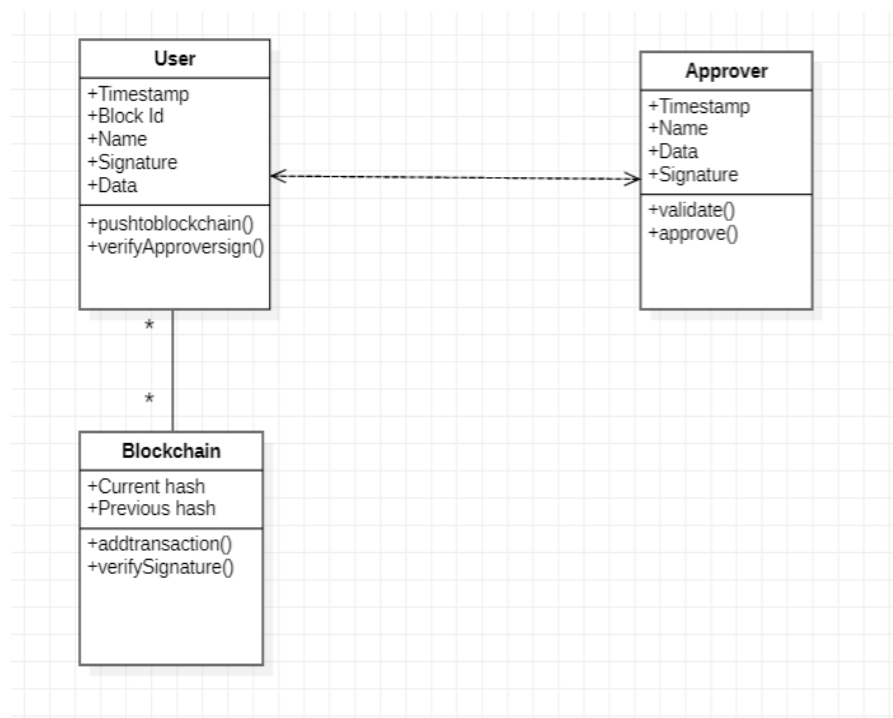 User
+Timestamp
+Block Id
+Name
+Signature
+Data
+pushtoblockchain()
+verifyApproversign()
Approver
+Timestamp
+Name
+Data
+Signature
+validate()
+approve()
*
*
Blockchain
+Current hash
+Previous hash
+addtransaction()
+verifySignature()